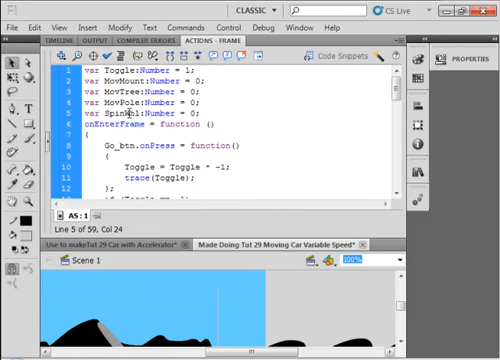 Fl
CLASSIC
CS Live
File Edit View Insert Modify Text Commands Control Debug Window Help
TIMELINE OUTPUT COMPILER ERRORS ACTIONS - FRAME
Code Snippets
PROPERTIES
1 var Toggle:Number = 1;
2 var MovMount:Number = 0;
3 var MovTree:Number = 0;
4 var MovPole:Number = 0;
5 var SpinWhl:Number = 0;
6 onEnterFrame = function ()
7 {
8 Go_btn.onPress = function()
9 {
10 Toggle = Toggle * -1;
11 trace(Toggle);
12 };
AS : 1
Line 5 of 59, Col 24
Use to makeTut 29 Car with Accelerator* Made Doing Tut 29 Moving Car Variable Speed*
Scene 1
100%